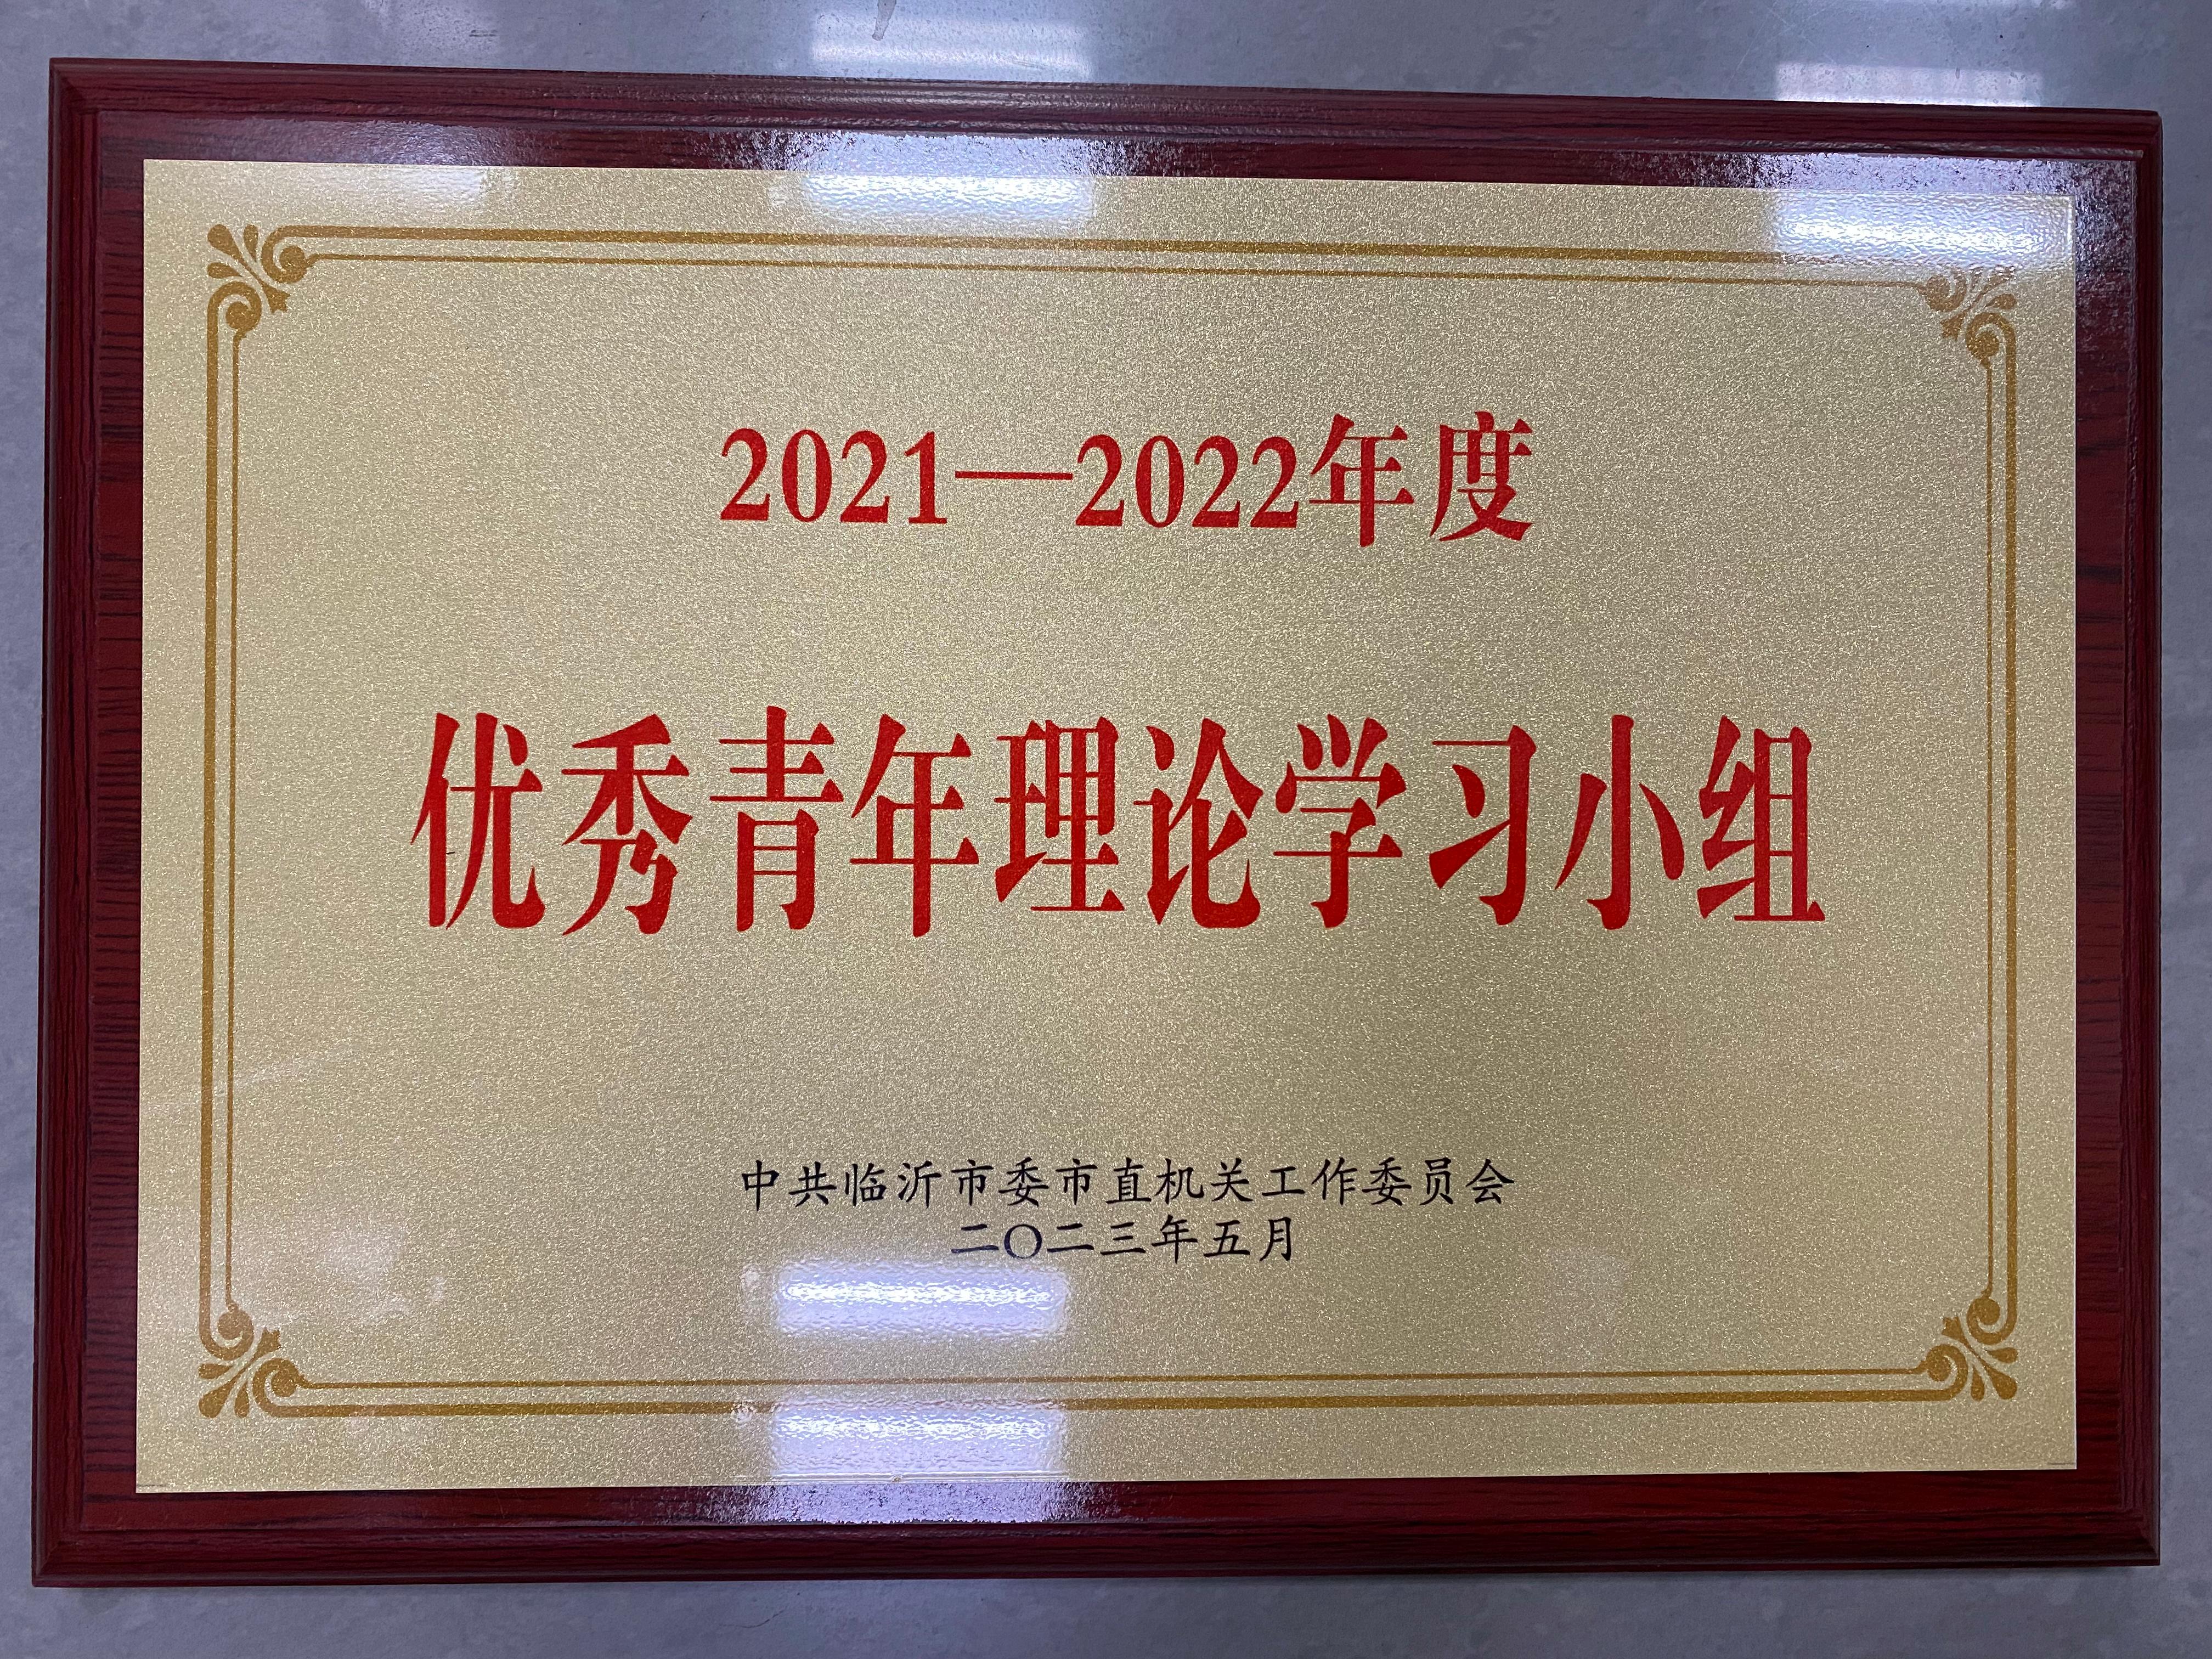 2021—2022年度
优秀青年理论学习小组
中共临沂市委市直机关工作委员会
二〇二三年五月